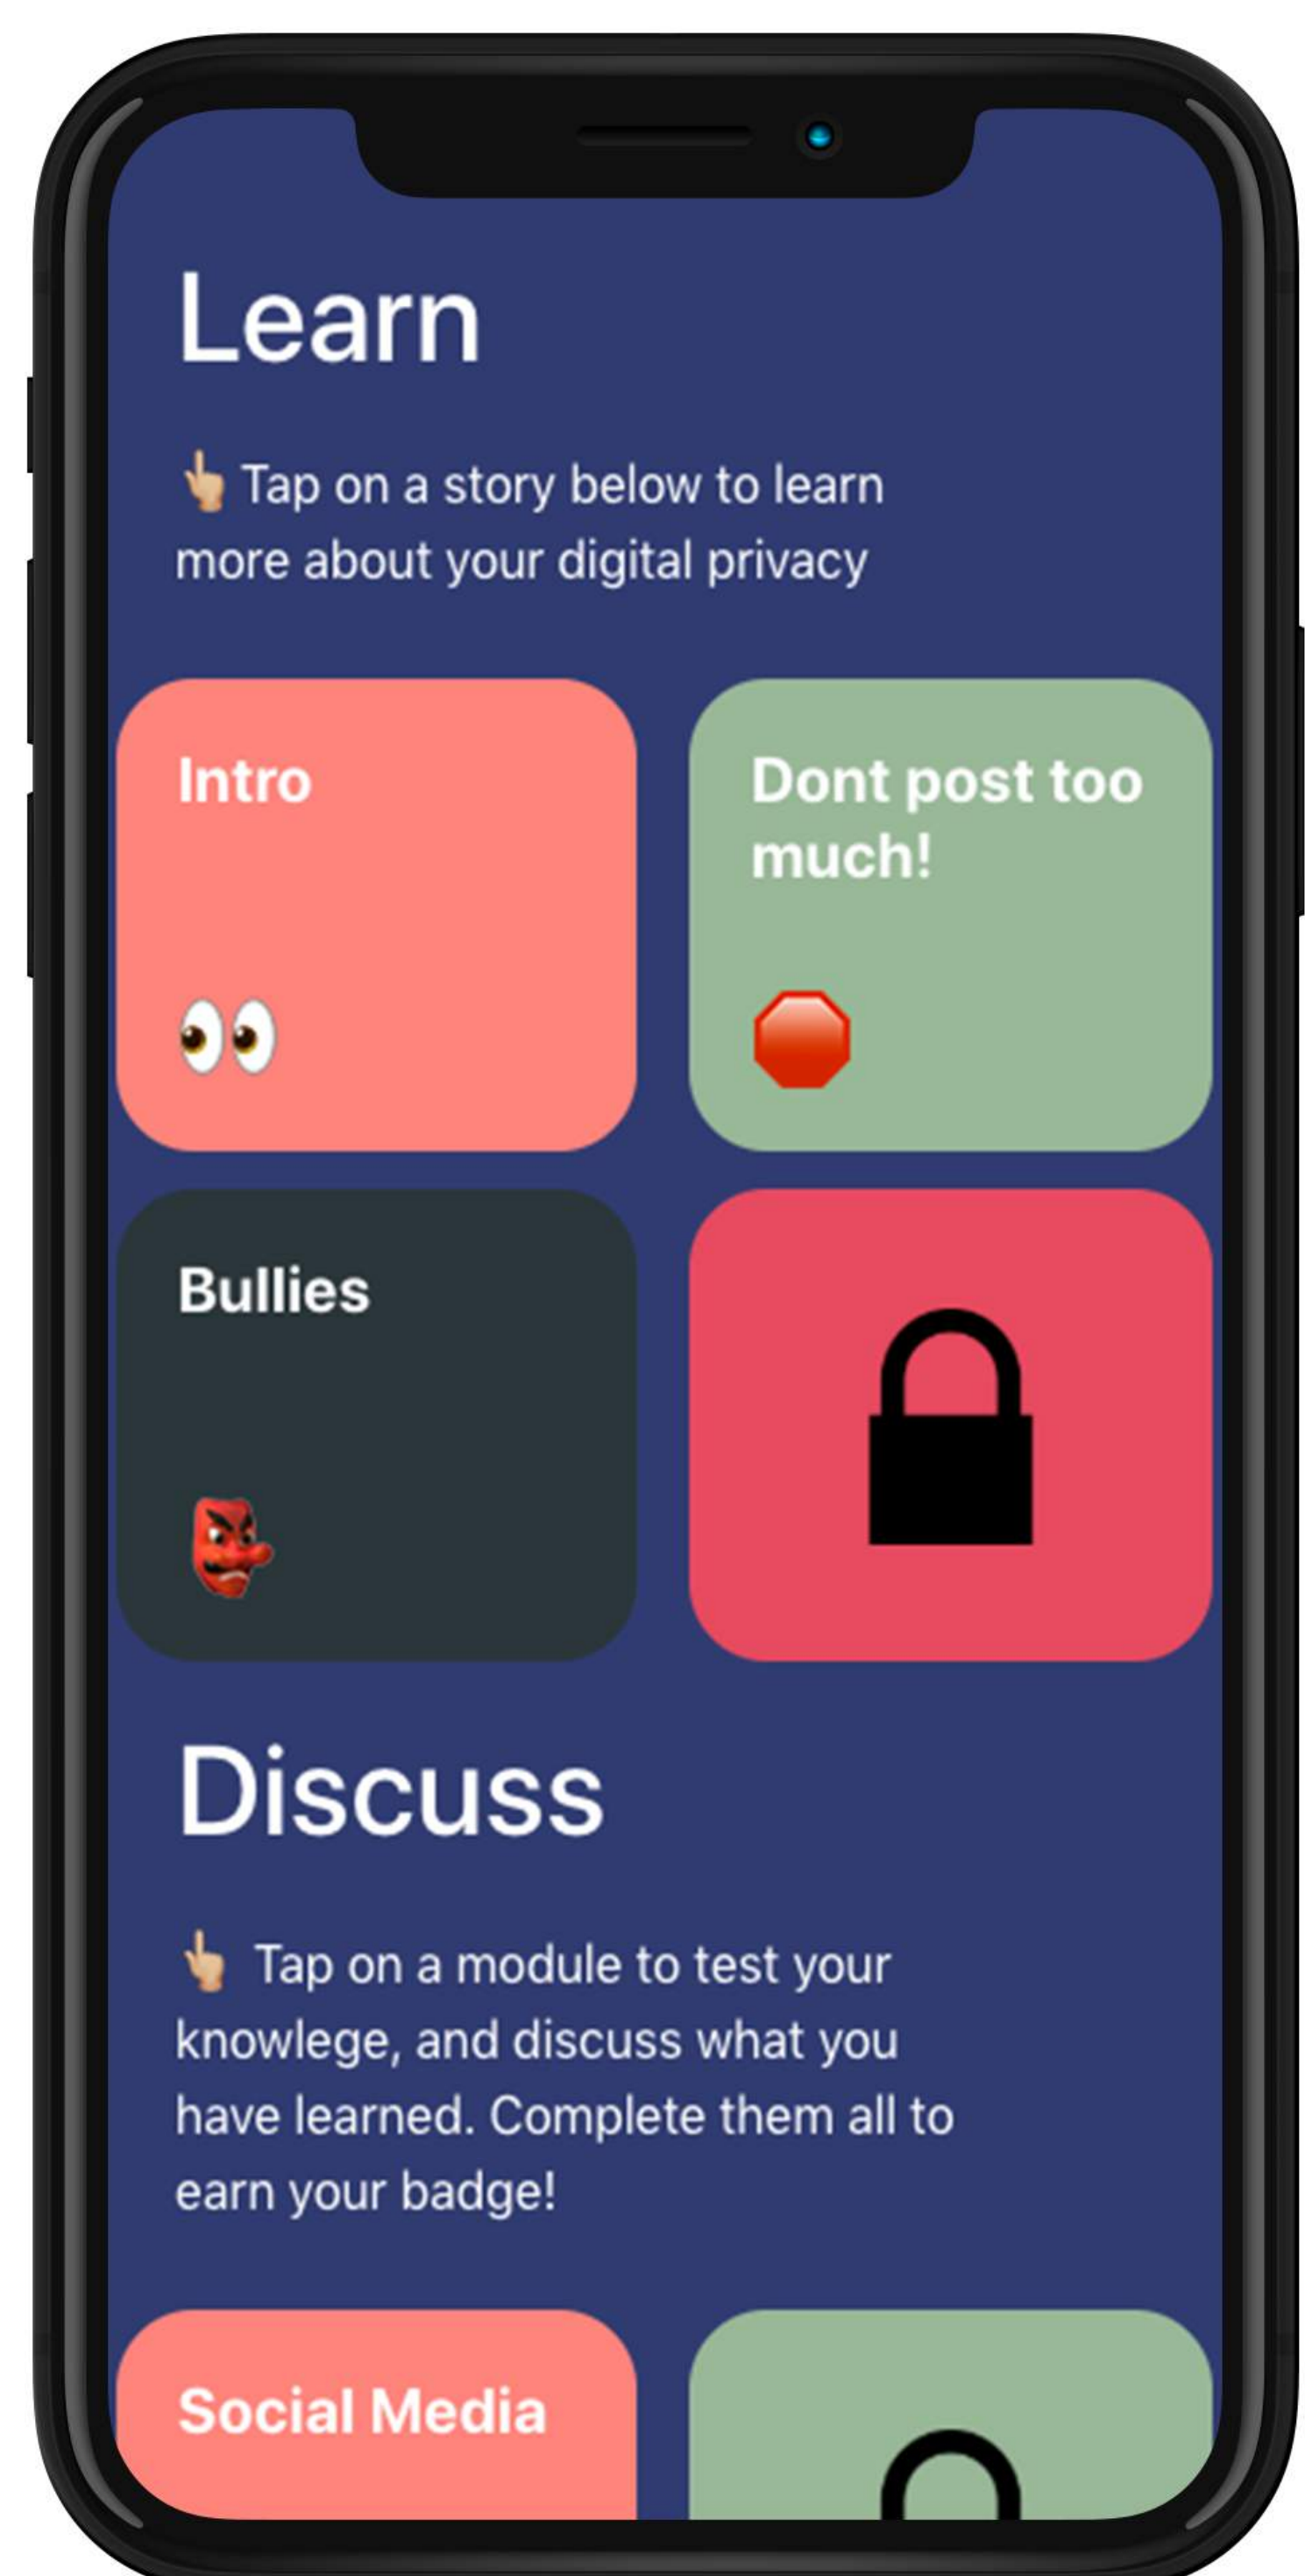 Learn
👆🏼 Tap on a story below to learn
more about your digital privacy
Intro
Dont post too
much!
Bullies
Discuss
👆🏼 Tap on a module to test your
knowlege, and discuss what you
have learned. Complete them all to
earn your badge!
Social Media